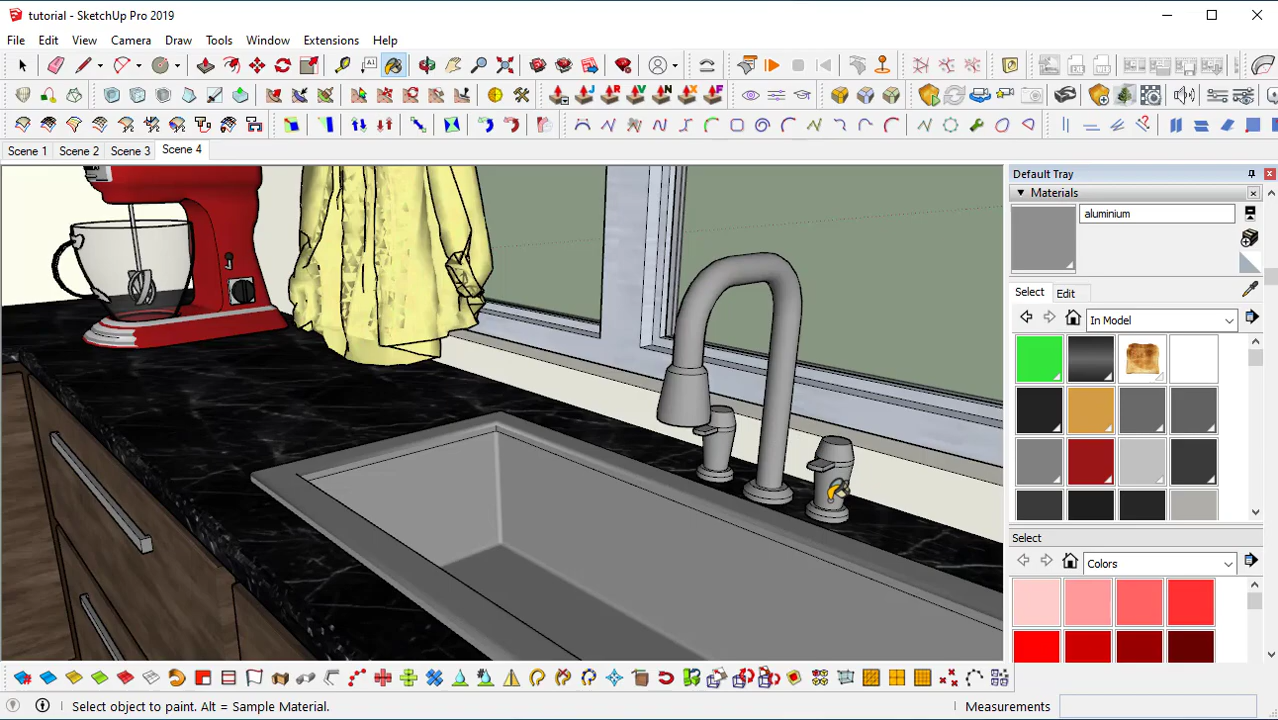 tutorial - SketchUp Pro 2019
File Edit View Camera Draw Tools Window Extensions Help
Scene 1 Scene 2 Scene 3 Scene 4
Default Tray
Materials
aluminium
Select Edit
In Model
Select
Colors
Select object to paint. Alt = Sample Material.
Measurements